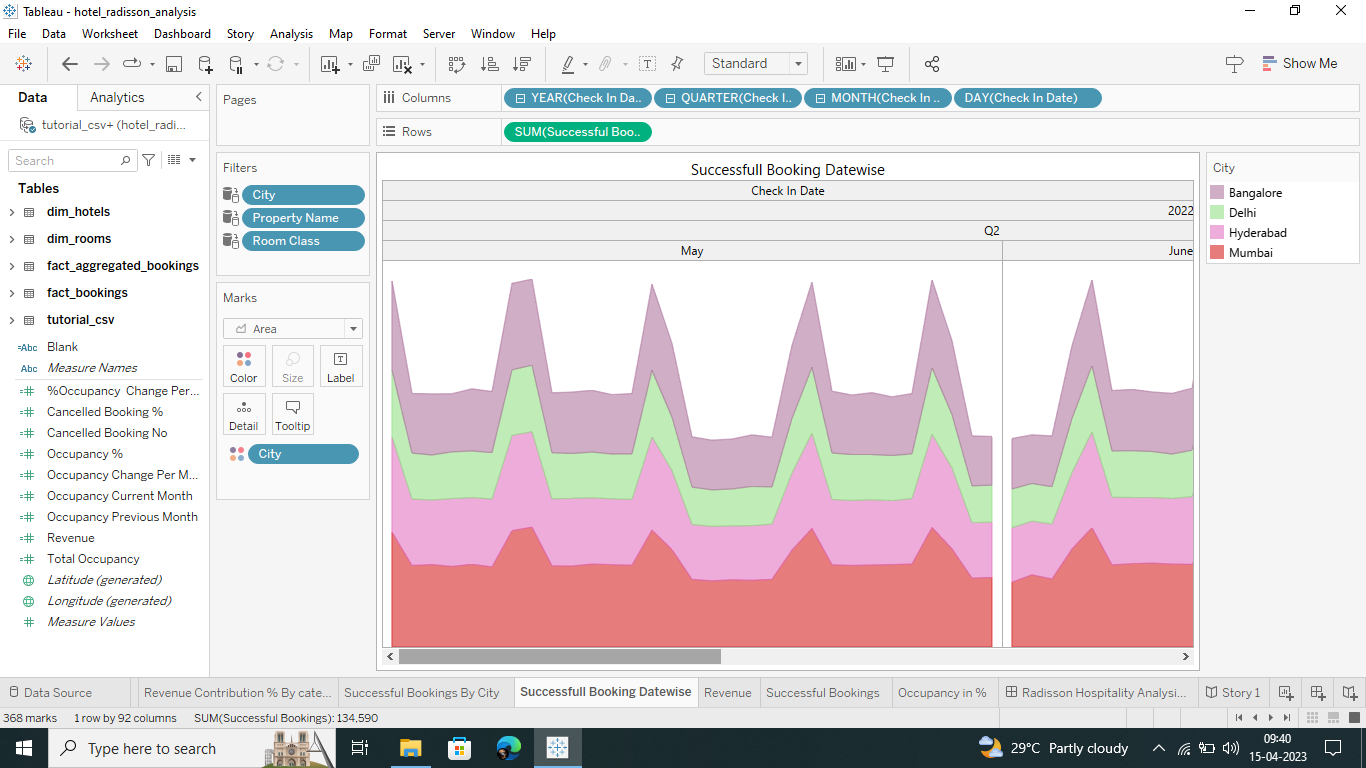 Tableau - hotel_radisson_analysis
File Data Worksheet Dashboard Story Analysis Map Format Server Window Help
Standard
Show Me
Data Analytics
tutorial_csv+ (hotel_radi...
Search
Tables
dim_hotels
dim_rooms
fact_aggregated_bookings
fact_bookings
tutorial_csv
=Abc Blank
Abc Measure Names
%Occupancy Change Per...
Cancelled Booking %
Cancelled Booking No
Occupancy %
Occupancy Change Per M...
Occupancy Current Month
Occupancy Previous Month
Revenue
Total Occupancy
Latitude (generated)
Longitude (generated)
Measure Values
Pages
Filters
City
Property Name
Room Class
Marks
Area
Color Size Label
Detail Tooltip
City
Columns YEAR(Check In Da.. QUARTER(Check I.. MONTH(Check In .. DAY(Check In Date)
Rows SUM(Successful Boo..
Successfull Booking Datewise
Check In Date
2022
Q2
May June
City
Bangalore
Delhi
Hyderabad
Mumbai
Data Source Revenue Contribution % By cate... Successful Bookings By City Successfull Booking Datewise Revenue Successful Bookings Occupancy in % Radisson Hospitality Analysi... Story 1
368 marks 1 row by 92 columns SUM(Successful Bookings): 134.590
Type here to search
29°C Partly cloudy
09:40
15-04-2023